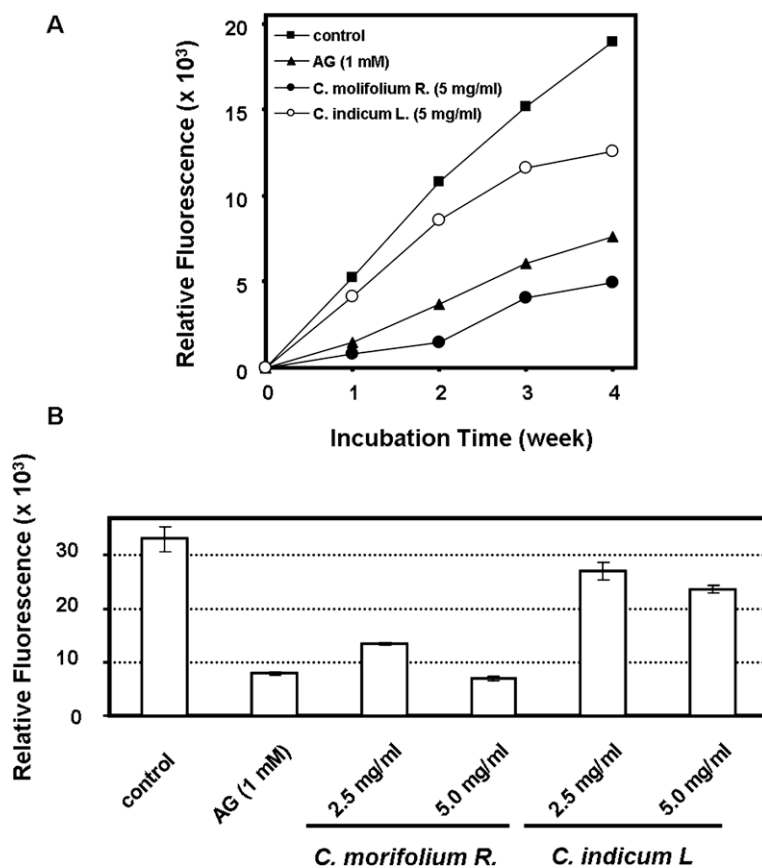 A
Relative Fluorescence (x 10³)
20
15
10
5
0
control
AG (1 mM)
C. molifolium R. (5 mg/ml)
C. indicum L. (5 mg/ml)
0 1 2 3 4
Incubation Time (week)
B
Relative Fluorescence (x 10³)
30
20
10
0
control
AG (1 mM)
2.5 mg/ml
5.0 mg/ml
2.5 mg/ml
5.0 mg/ml
C. morifolium R.
C. indicum L